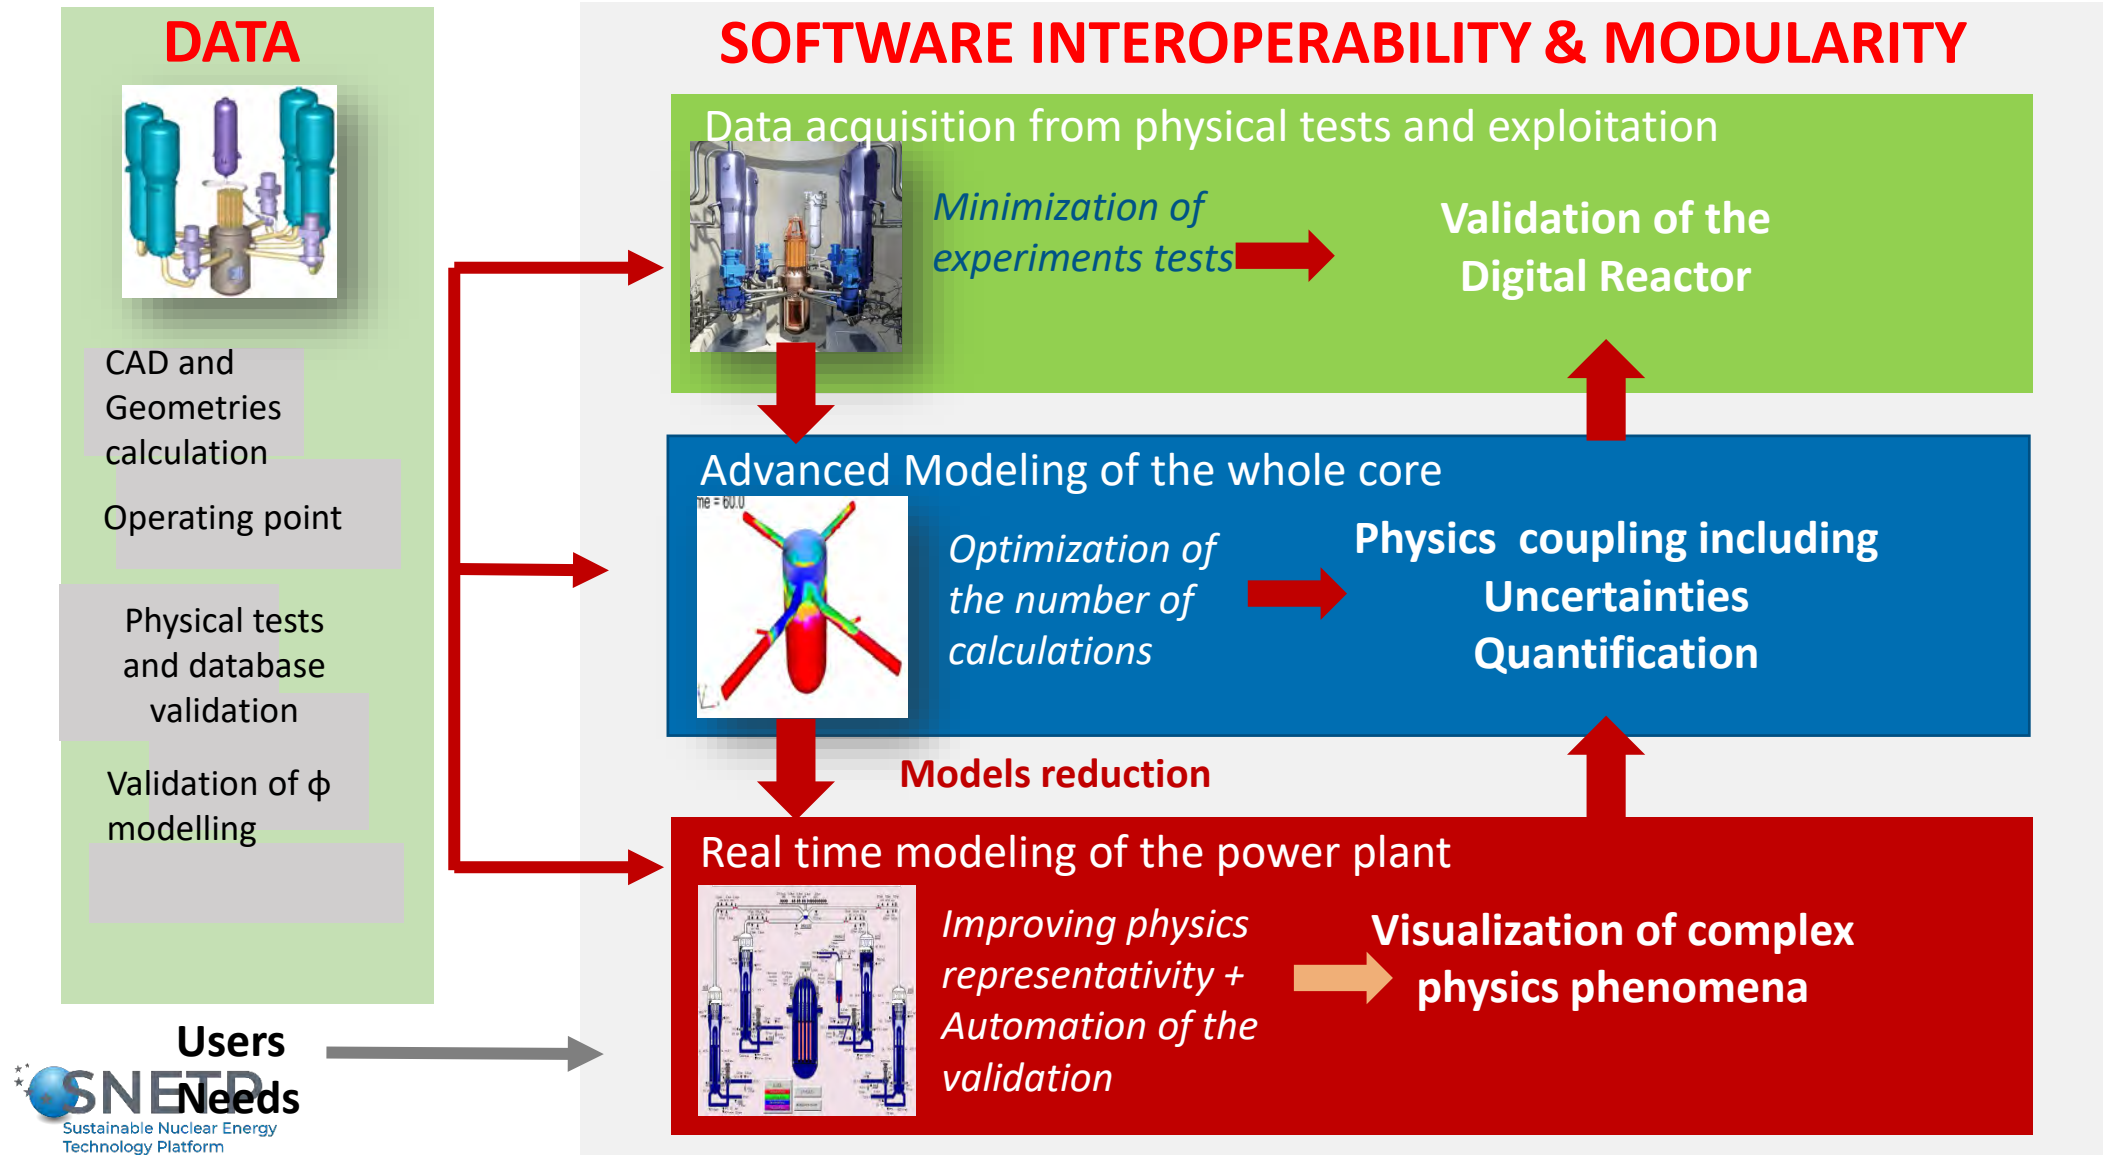 DATA
CAD and
Geometries
calculation
Operating point
Physical tests
and database
validation
Validation of ϕ
modelling
Users
Needs
SNETP
Sustainable Nuclear Energy
Technology Platform
SOFTWARE INTEROPERABILITY & MODULARITY
Data acquisition from physical tests and exploitation
Minimization of
experiments tests
Validation of the
Digital Reactor
Advanced Modeling of the whole core
me = 60.0
Optimization of
the number of
calculations
Physics coupling including
Uncertainties
Quantification
Models reduction
Real time modeling of the power plant
Improving physics
representativity +
Automation of the
validation
Visualization of complex
physics phenomena